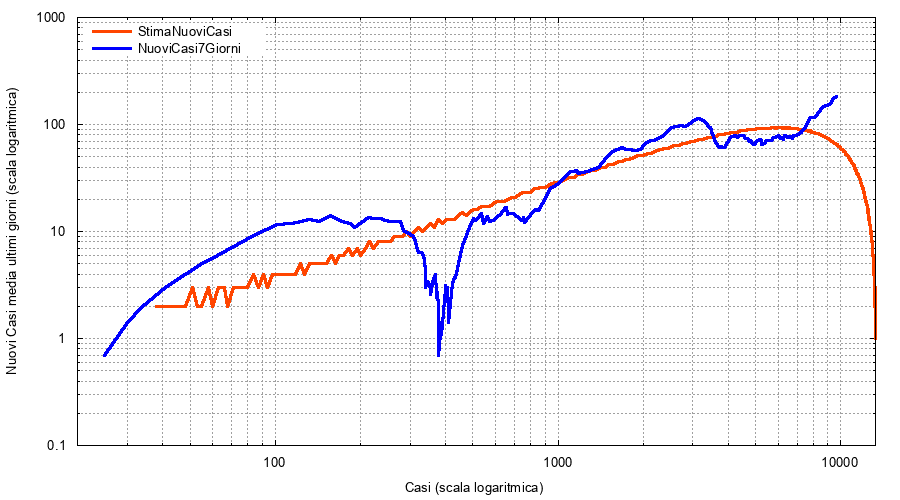 1000
100
10
1
0.1
Nuovi Casi media ultimi giorni (scala logaritmica)
StimaNuoviCasi
NuoviCasi7Giorni
100
1000
10000
Casi (scala logaritmica)